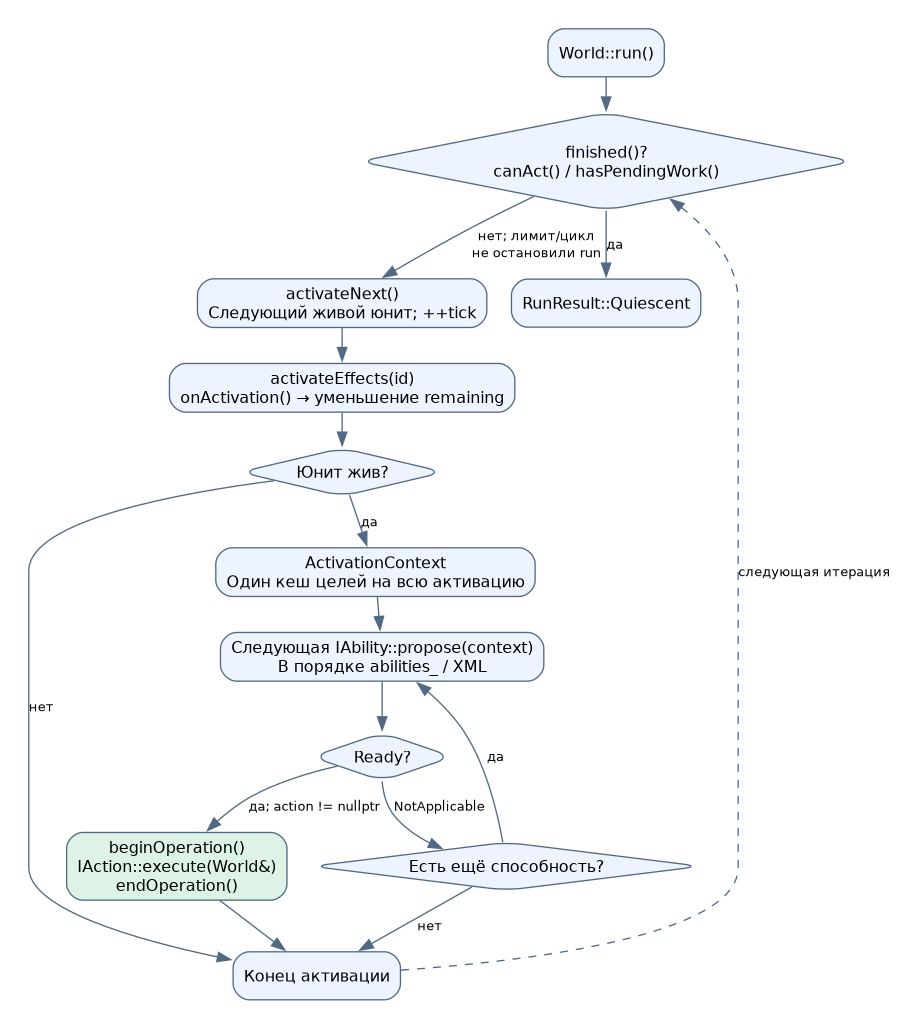 World::run()
finished()?
canAct() / hasPendingWork()
нет; лимит/цикл
не остановили run
да
activateNext()
Следующий живой юнит; ++tick
RunResult::Quiescent
activateEffects(id)
onActivation() → уменьшение remaining
Юнит жив?
да
ActivationContext
Один кеш целей на всю активацию
следующая итерация
Следующая IAbility::propose(context)
В порядке abilities_ / XML
нет
Ready?
да
да; action != nullptr
NotApplicable
beginOperation()
IAction::execute(World&)
endOperation()
Есть ещё способность?
нет
Конец активации